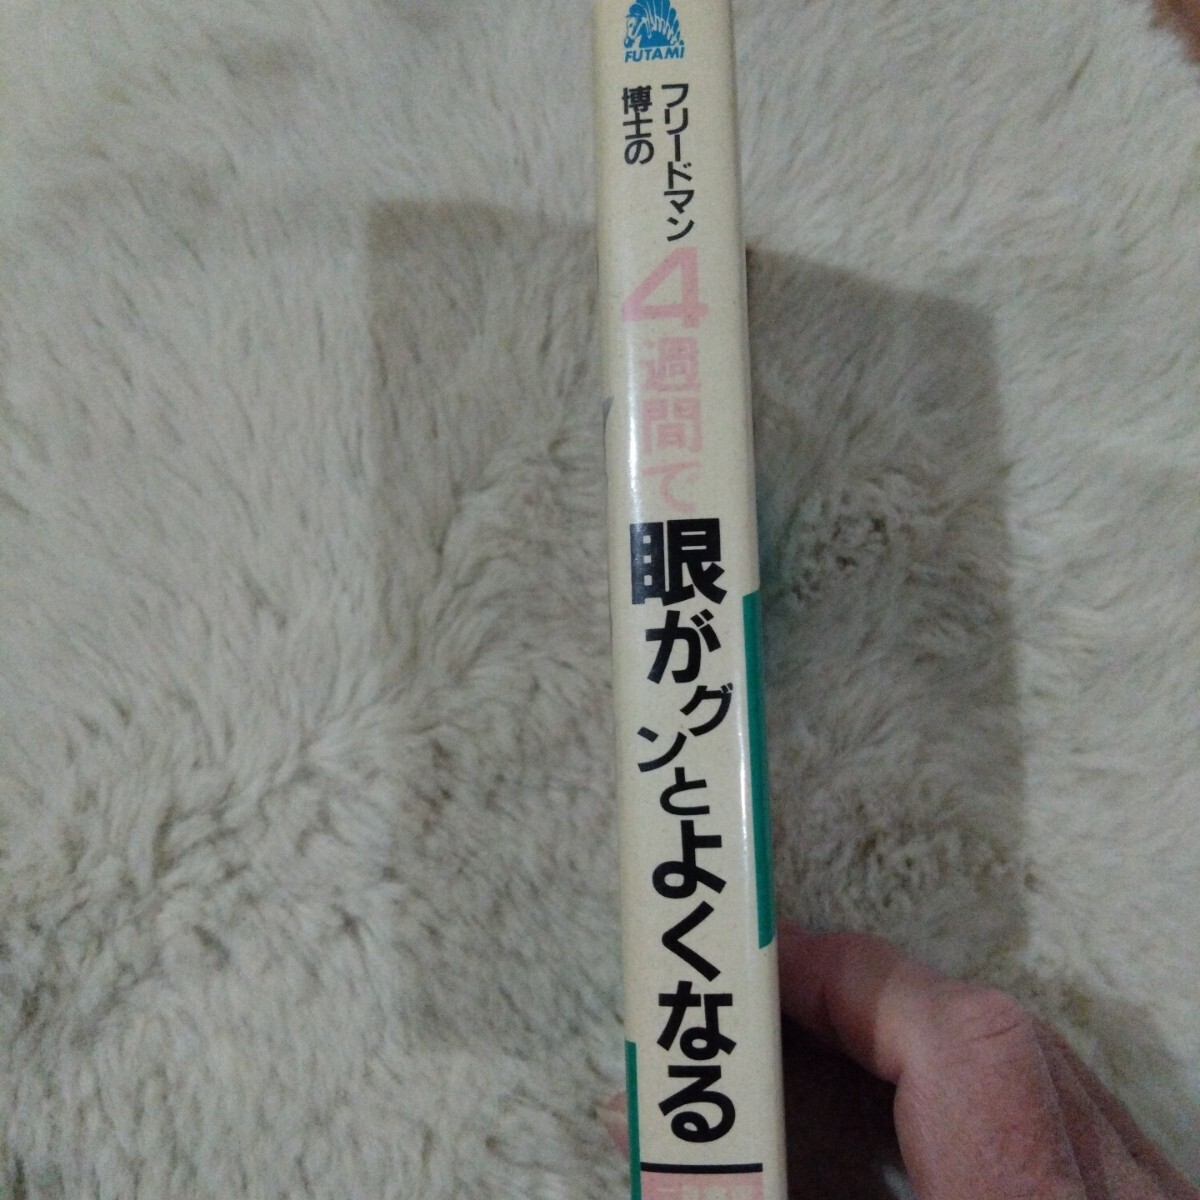 FUTAMI
フリードマン
博士の
4週間で
眼がグンとよくなる